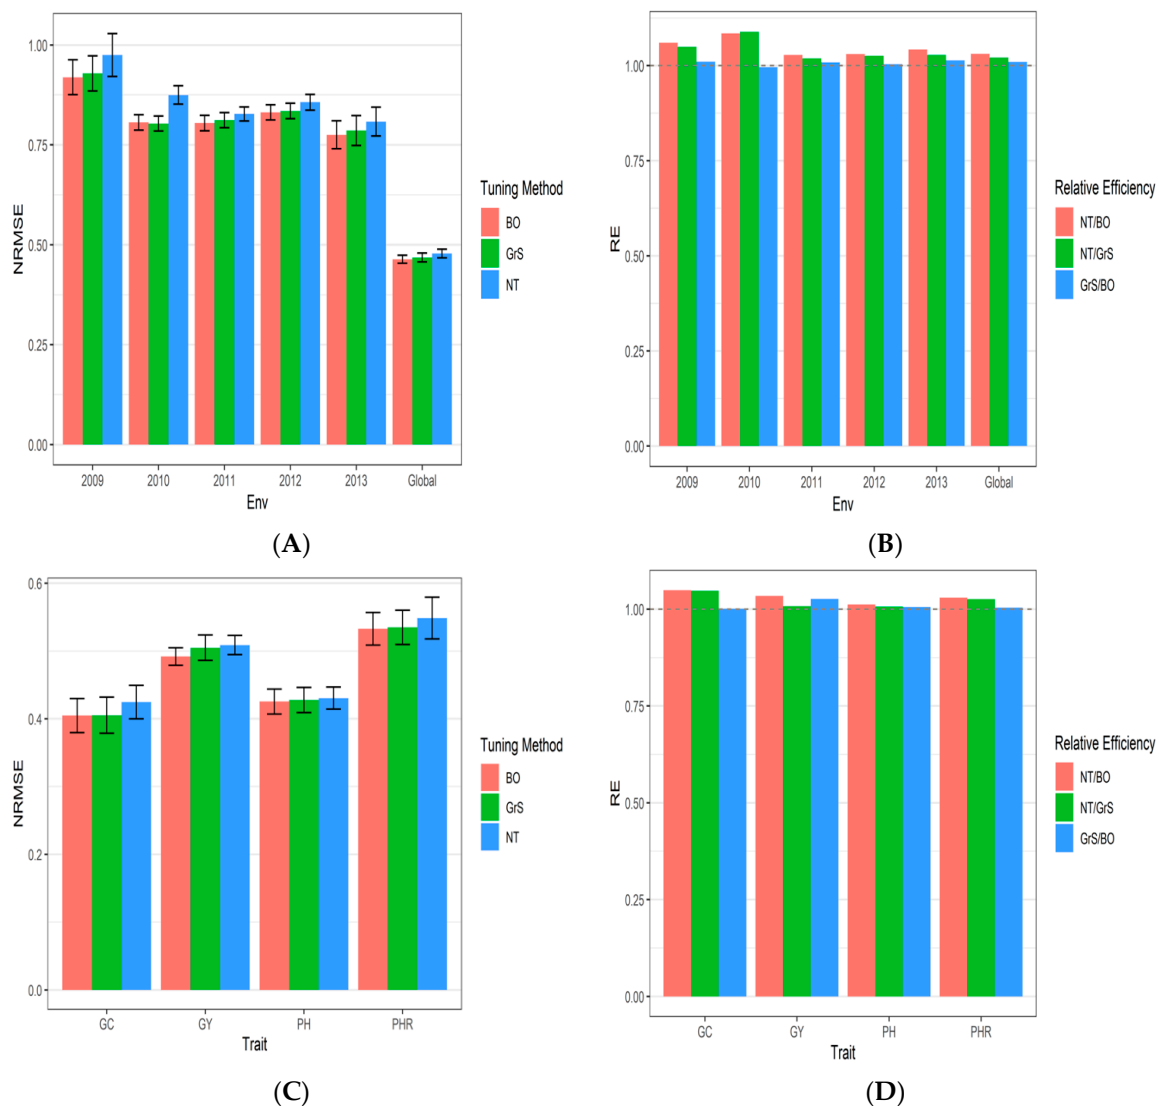 1.00
0.75
0.50
0.25
0.00
NRMSE
2009 2010 2011 2012 2013 Global
Env
Tuning Method
BO
GrS
NT
(A)
1.00
0.75
0.50
0.25
0.00
RE
2009 2010 2011 2012 2013 Global
Env
Relative Efficiency
NT/BO
NT/GrS
GrS/BO
(B)
0.6
0.4
0.2
0.0
NRMSE
GC GY PH PHR
Trait
Tuning Method
BO
GrS
NT
(C)
1.00
0.75
0.50
0.25
0.00
RE
GC GY PH PHR
Trait
Relative Efficiency
NT/BO
NT/GrS
GrS/BO
(D)